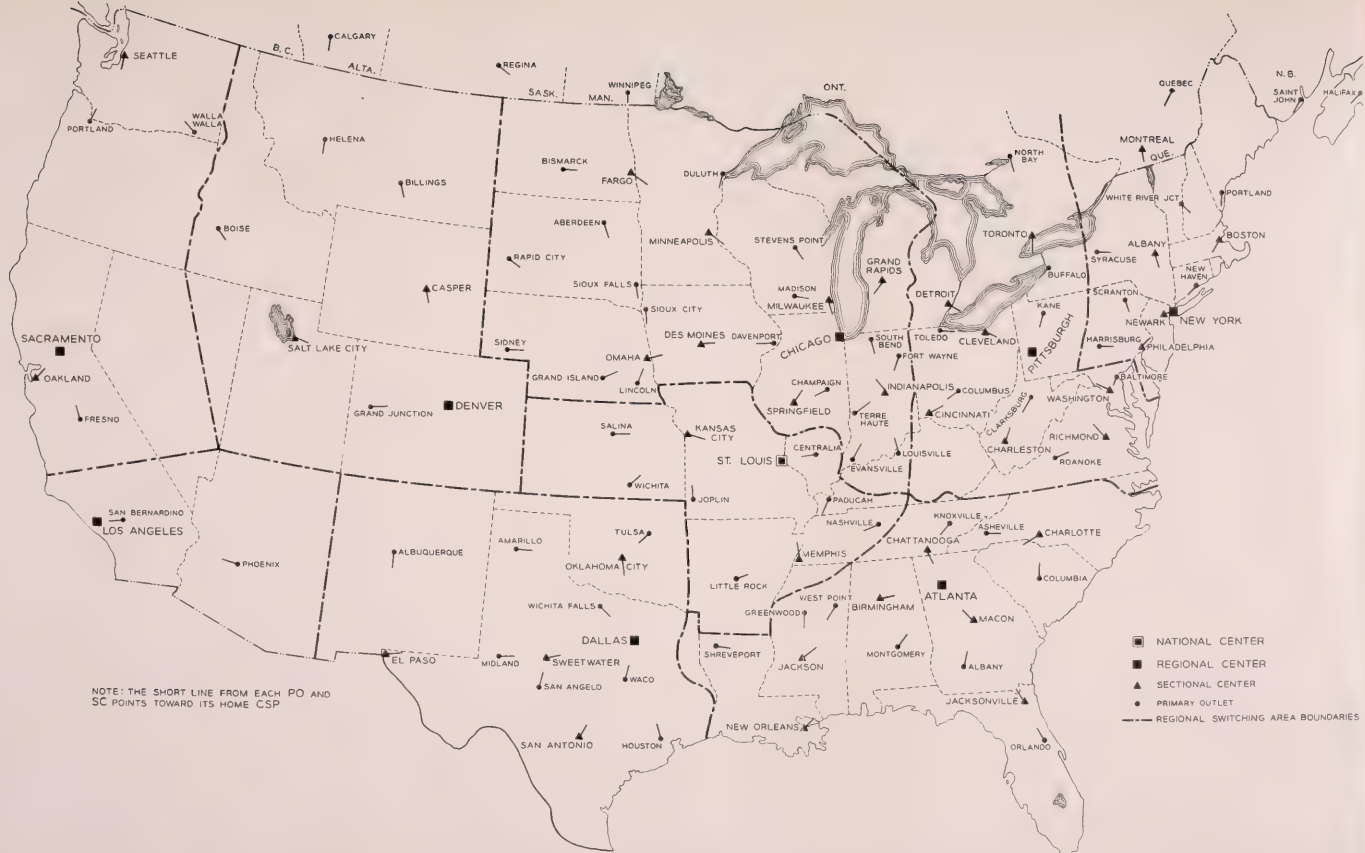 SEATTLE
CALGARY
B.C.
ALTA.
REGINA
SASK.
MAN.
WINNIPEG
ONT.
QUEBEC
N.B.
SAINT
JOHN
HALIFAX
PORTLAND
WALLA
WALLA
HELENA
BISMARCK
FARGO
DULUTH
NORTH
BAY
MONTREAL
QUE.
BILLINGS
WHITE RIVER JCT
PORTLAND
BOISE
ABERDEEN
MINNEAPOLIS
STEVENS POINT
TORONTO
SYRACUSE
ALBANY
BOSTON
RAPID CITY
GRAND
RAPIDS
BUFFALO
NEW
HAVEN
CASPER
SIOUX FALLS
MADISON
MILWAUKEE
DETROIT
KANE
SCRANTON
SIOUX CITY
NEWARK
NEW YORK
SACRAMENTO
SALT LAKE CITY
SIDNEY
DES MOINES
DAVENPORT
CHICAGO
SOUTH
BEND
TOLEDO
CLEVELAND
PITTSBURGH
HARRISBURG
PHILADELPHIA
OMAHA
FORT WAYNE
OAKLAND
GRAND ISLAND
LINCOLN
BALTIMORE
FRESNO
GRAND JUNCTION
DENVER
CHAMPAIGN
SPRINGFIELD
INDIANAPOLIS
COLUMBUS
WASHINGTON
TERRE
HAUTE
CINCINNATI
CLARKSBURG
SALINA
KANSAS
CITY
CENTRALIA
CHARLESTON
RICHMOND
ST. LOUIS
EVANSVILLE
LOUISVILLE
ROANOKE
WICHITA
JOPLIN
PADUCAH
SAN BERNARDINO
LOS ANGELES
NASHVILLE
KNOXVILLE
ASHEVILLE
CHARLOTTE
TULSA
AMARILLO
ALBUQUERQUE
CHATTANOOGA
PHOENIX
OKLAHOMA CITY
MEMPHIS
LITTLE ROCK
COLUMBIA
ATLANTA
WICHITA FALLS
GREENWOOD
WEST POINT
BIRMINGHAM
MACON
DALLAS
SHREVEPORT
EL PASO
MIDLAND
SWEETWATER
JACKSON
MONTGOMERY
ALBANY
WACO
SAN ANGELO
JACKSONVILLE
NEW ORLEANS
SAN ANTONIO
HOUSTON
ORLANDO
NOTE: THE SHORT LINE FROM EACH PO AND
SC POINTS TOWARD ITS HOME CSP
NATIONAL CENTER
REGIONAL CENTER
SECTIONAL CENTER
PRIMARY OUTLET
REGIONAL SWITCHING AREA BOUNDARIES